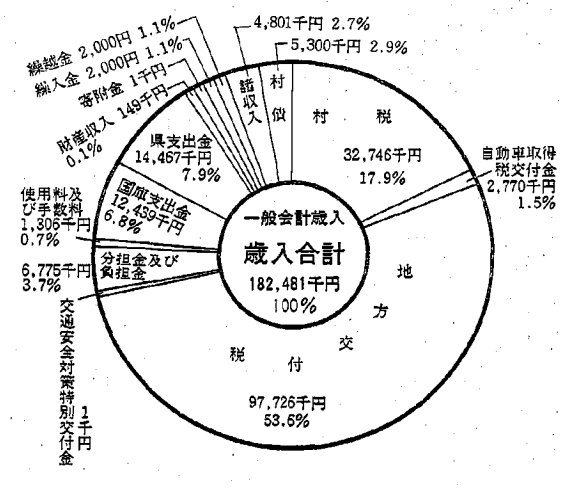 4,801千円 2.7%
5,300千円 2.9%
繰越金 2,000円 1.1%
繰入金 2,000円 1.1%
寄附金 1千円
財産収入 149千円
0.1%
諸収入
村債
村税
32,746千円
17.9%
自動車取得
税交付金
2,770千円
1.5%
県支出金
14,467千円
7.9%
国庫支出金
12,439千円
6.8%
使用料及
び手数料
1,306千円
0.7%
分担金及び
負担金
6,775千円
3.7%
交通安全対策特別交付金
1千円
一般会計歳入
歳入合計
182,481千円
100%
地方交付税
97,726千円
53.6%